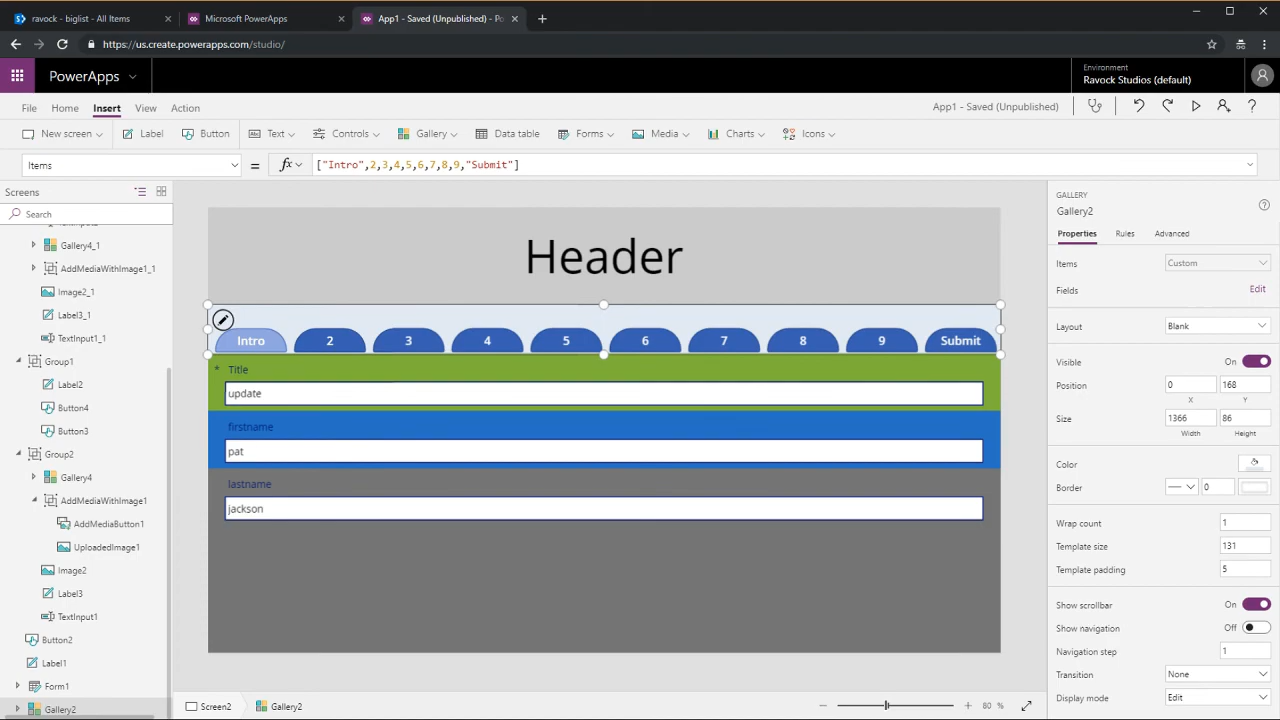 ravock - biglist - All Items
Microsoft PowerApps
App1 - Saved (Unpublished) - Po
https://us.create.powerapps.com/studio/
PowerApps
Environment
Ravock Studios (default)
File Home Insert View Action
App1 - Saved (Unpublished)
New screen Label Button Text Controls Gallery Data table Forms Media Charts Icons
Items = fx ["Intro",2,3,4,5,6,7,8,9,"Submit"]
Screens
Search
Gallery4_1
AddMediaWithImage1_1
Image2_1
Label3_1
TextInput1_1
Group1
Label2
Button4
Button3
Group2
Gallery4
AddMediaWithImage1
AddMediaButton1
UploadedImage1
Image2
Label3
TextInput1
Button2
Label1
Form1
Gallery2
Header
Intro 2 3 4 5 6 7 8 9 Submit
* Title
update
firstname
pat
lastname
jackson
Screen2 Gallery2
80 %
GALLERY
Gallery2
Properties Rules Advanced
Items Custom
Fields Edit
Layout Blank
Visible On
Position 0 168
X Y
Size 1366 86
Width Height
Color
Border 0
Wrap count 1
Template size 131
Template padding 5
Show scrollbar On
Show navigation Off
Navigation step 1
Transition None
Display mode Edit